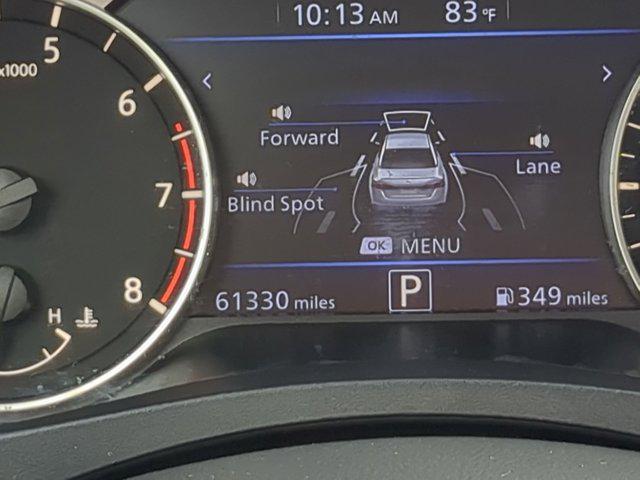 10:13 AM 83°F
5
x1000
6
Forward
Lane
7
Blind Spot
OK MENU
8
61330 miles P 349 miles
H